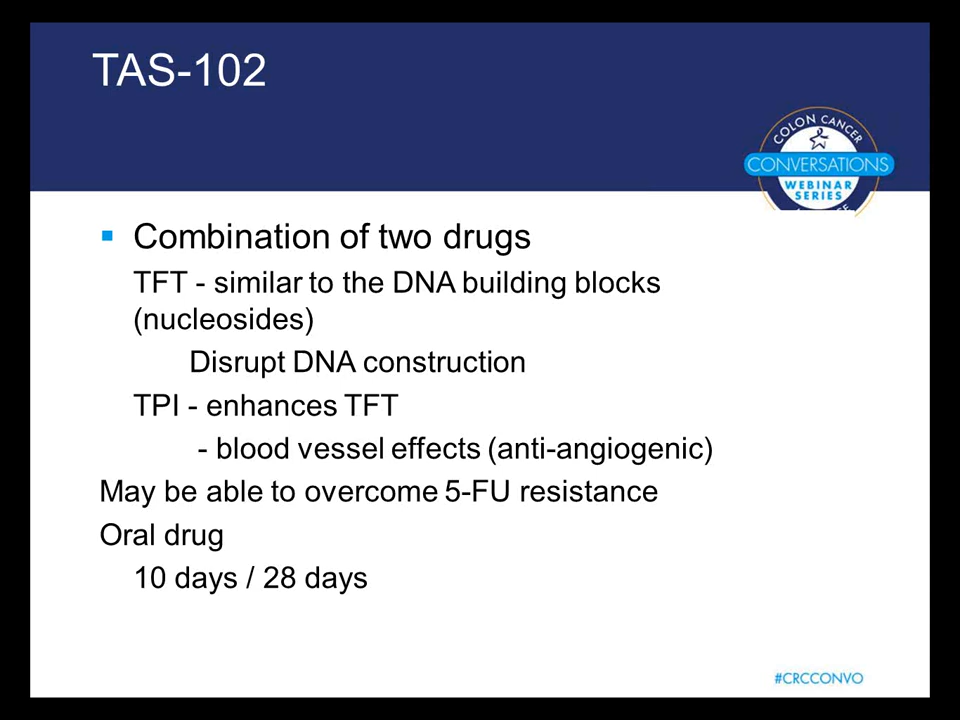 TAS-102
COLON CANCER
CONVERSATIONS
WEBINAR
SERIES
Combination of two drugs
TFT - similar to the DNA building blocks
(nucleosides)
Disrupt DNA construction
TPI - enhances TFT
- blood vessel effects (anti-angiogenic)
May be able to overcome 5-FU resistance
Oral drug
10 days / 28 days
#CRCCONVO